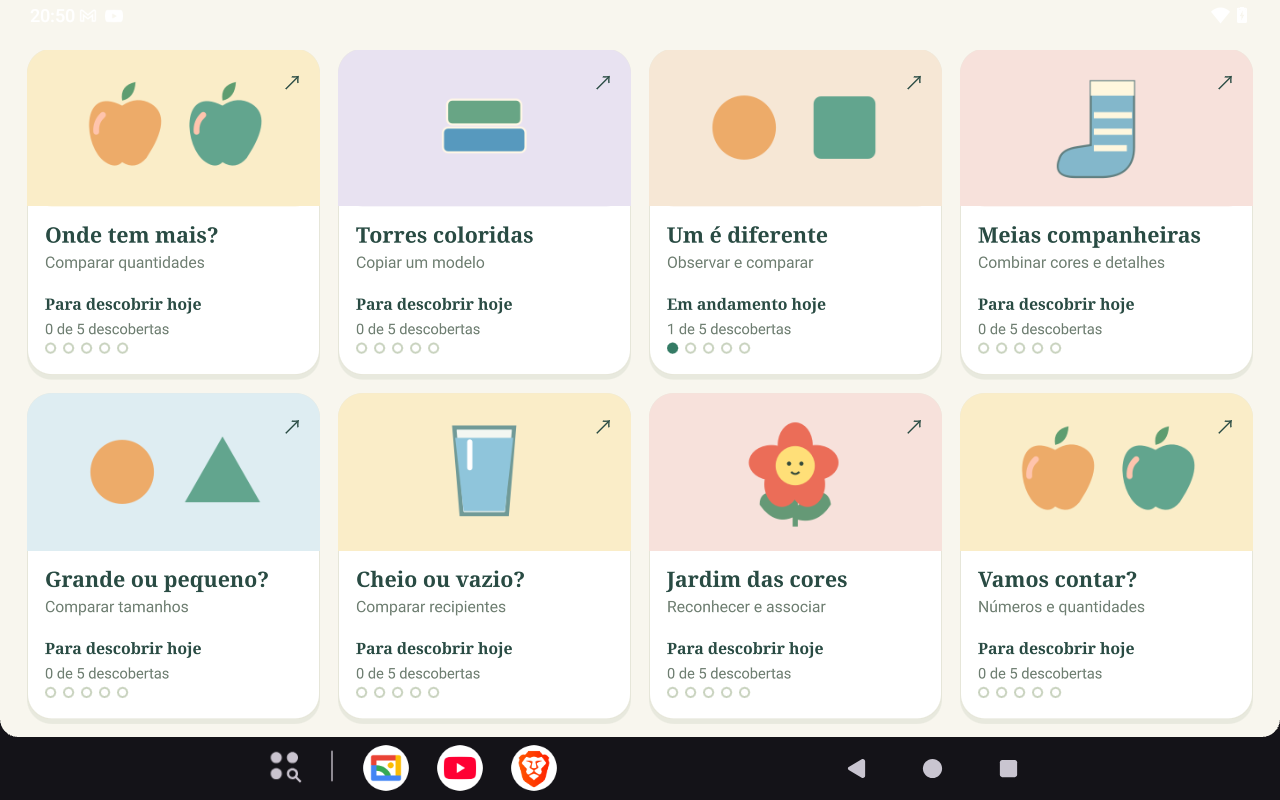 20:50
Onde tem mais?
Comparar quantidades
Para descobrir hoje
0 de 5 descobertas
Torres coloridas
Copiar um modelo
Para descobrir hoje
0 de 5 descobertas
Um é diferente
Observar e comparar
Em andamento hoje
1 de 5 descobertas
Meias companheiras
Combinar cores e detalhes
Para descobrir hoje
0 de 5 descobertas
Grande ou pequeno?
Comparar tamanhos
Para descobrir hoje
0 de 5 descobertas
Cheio ou vazio?
Comparar recipientes
Para descobrir hoje
0 de 5 descobertas
Jardim das cores
Reconhecer e associar
Para descobrir hoje
0 de 5 descobertas
Vamos contar?
Números e quantidades
Para descobrir hoje
0 de 5 descobertas